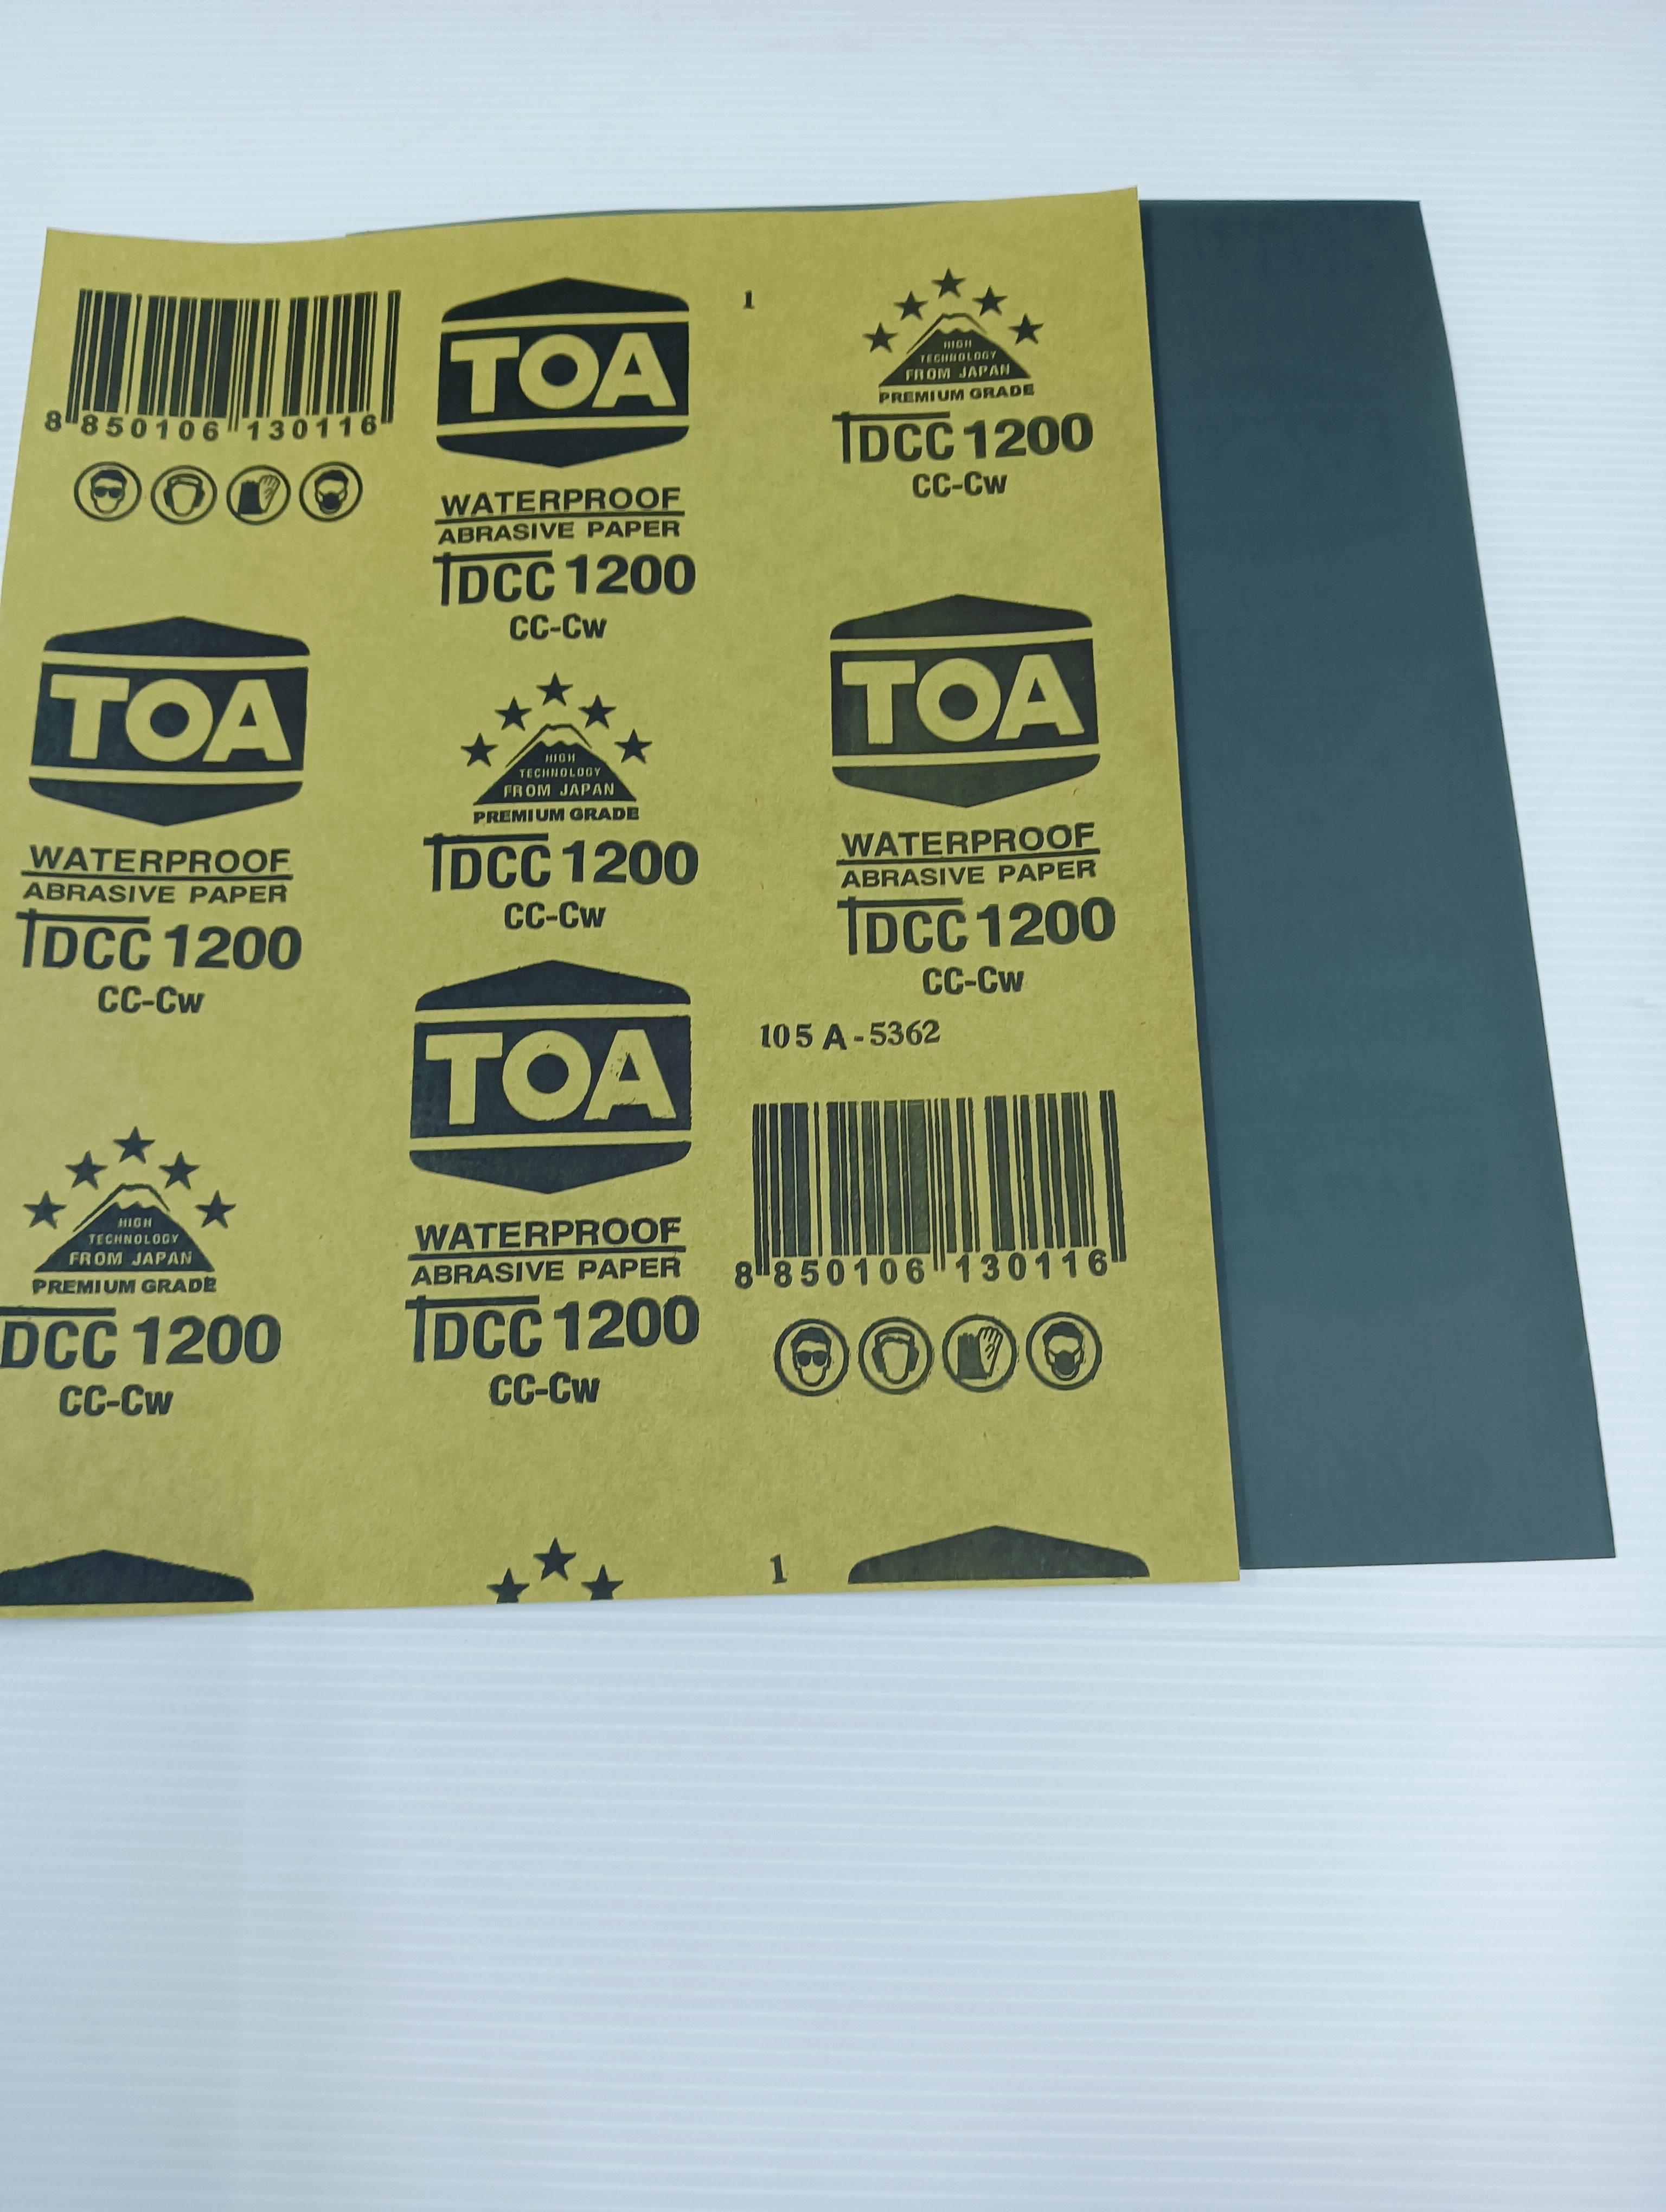 8 850106 130116
TOA
WATERPROOF
ABRASIVE PAPER
TDCC 1200
CC-Cw
1
HIGH
TECHNOLOGY
FROM JAPAN
PREMIUM GRADE
TDCC 1200
CC-Cw
TOA
WATERPROOF
ABRASIVE PAPER
TDCC 1200
CC-Cw
HIGH
TECHNOLOGY
FROM JAPAN
PREMIUM GRADE
TDCC 1200
CC-Cw
TOA
WATERPROOF
ABRASIVE PAPER
TDCC 1200
CC-Cw
HIGH
TECHNOLOGY
FROM JAPAN
PREMIUM GRADE
DCC 1200
CC-Cw
TOA
WATERPROOF
ABRASIVE PAPER
TDCC 1200
CC-Cw
105 A-5362
8 850106 130116
1